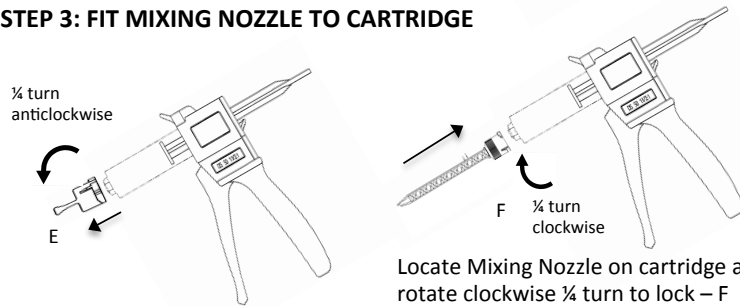 STEP 3: FIT MIXING NOZZLE TO CARTRIDGE
¼ turn
anticlockwise
E
F
¼ turn
clockwise
Locate Mixing Nozzle on cartridge a
rotate clockwise ¼ turn to lock – F